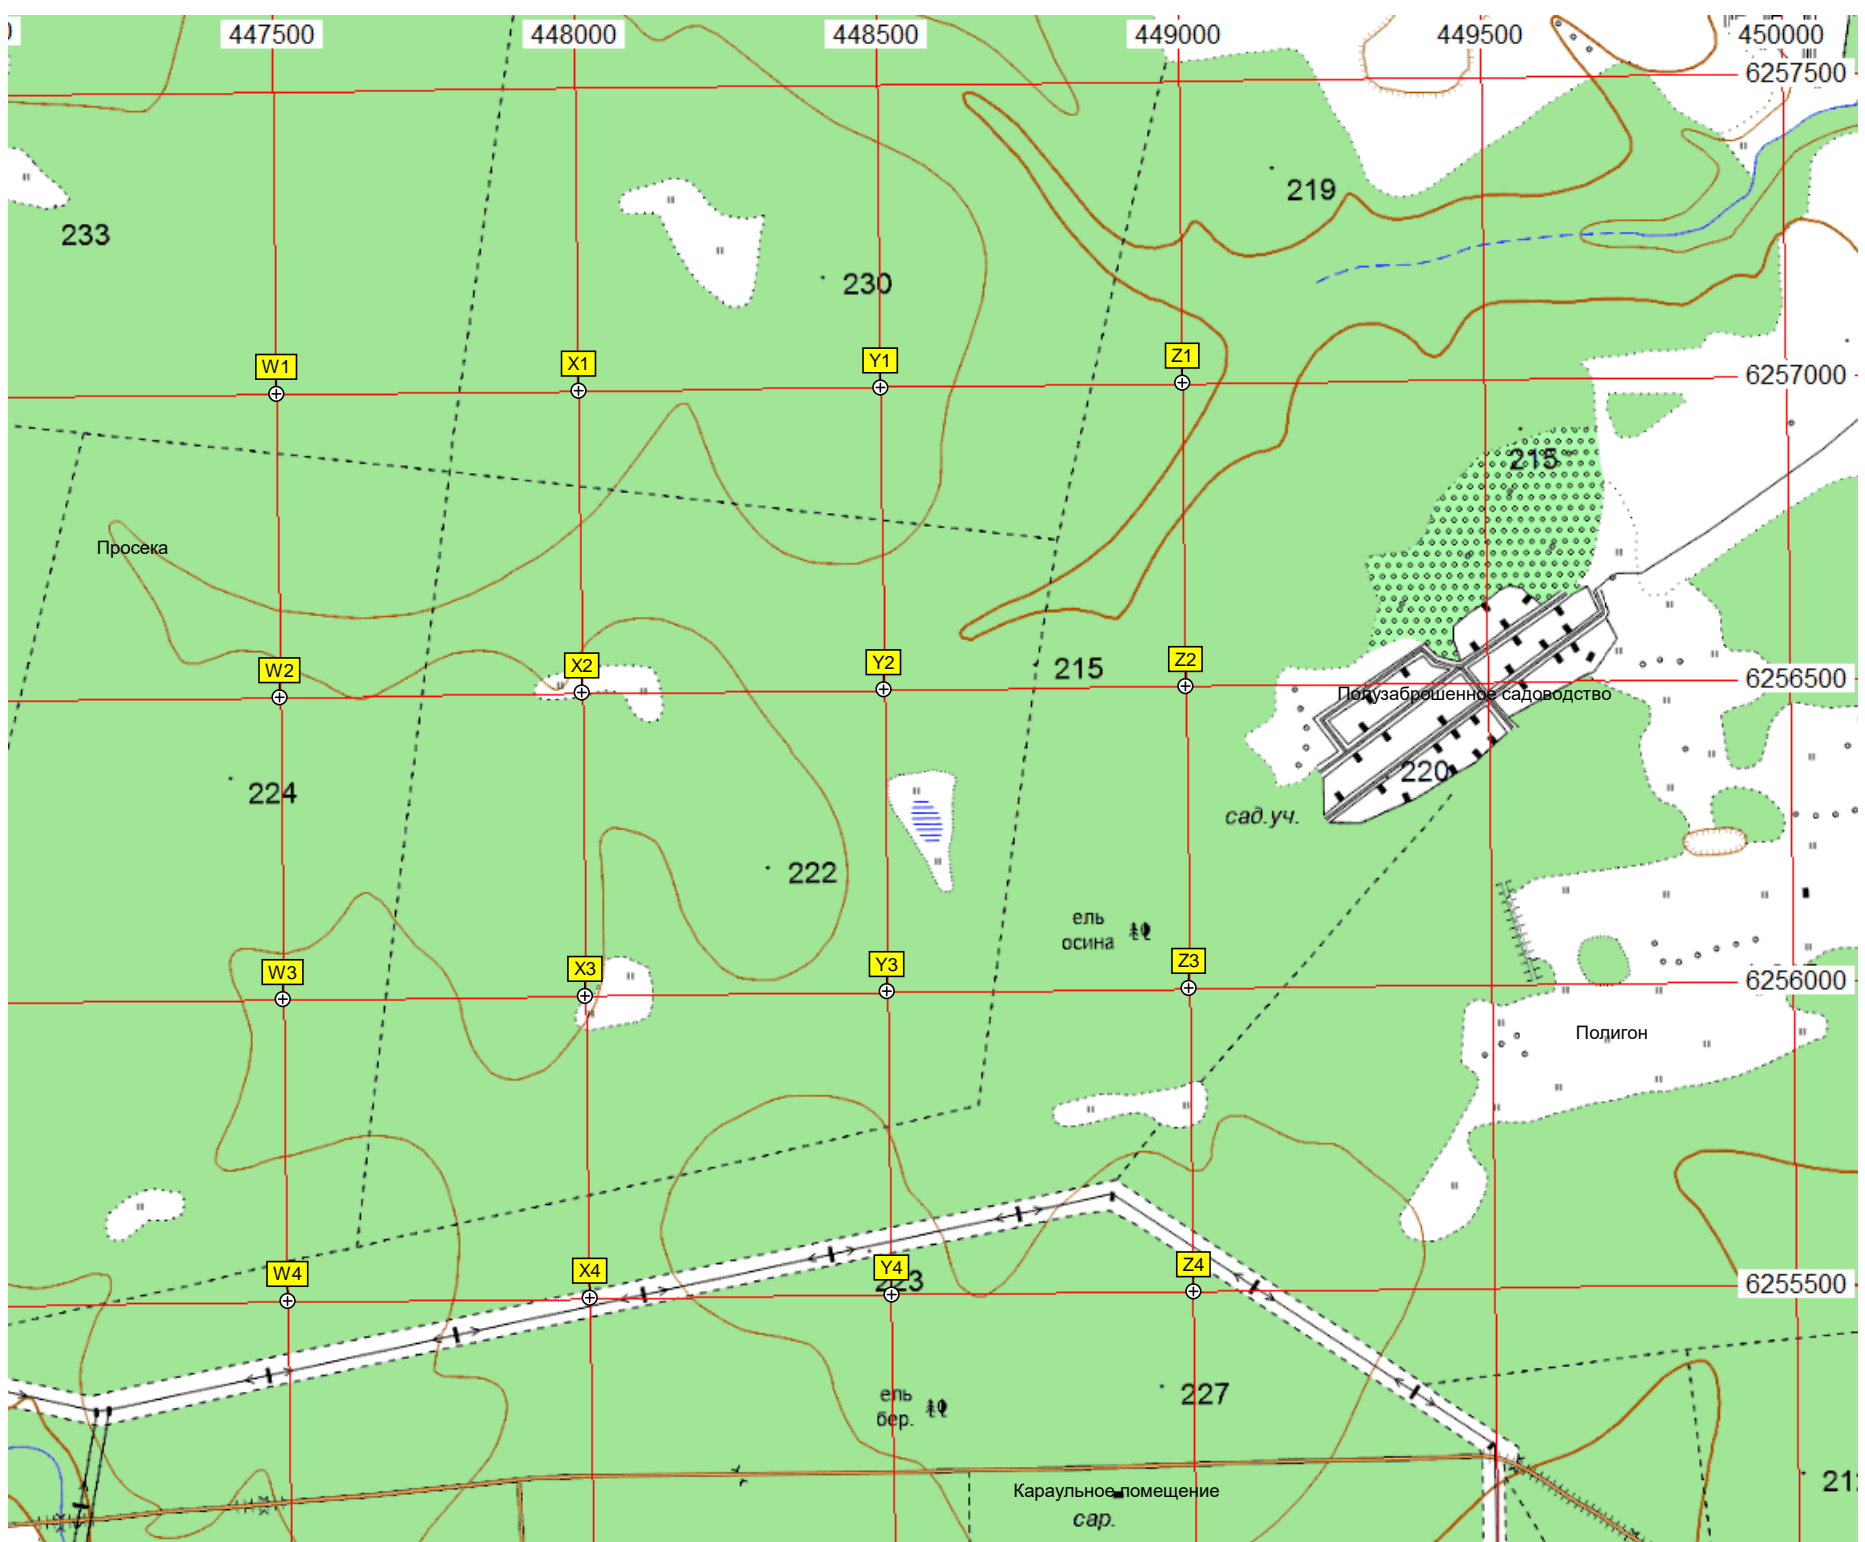 447500 448000 448500 449000 449500 450000
6257500
219
233
230
W1 X1 Y1 Z1
6257000
215
Просека
W2 X2 Y2 215 Z2
6256500
Полузаброшенное садоводство
220
224
сад.уч.
222
ель
осина
W3 X3 Y3 Z3
6256000
Полигон
W4 X4 Y4 Z4
223
6255500
227
ель
бер.
Караульное помещение
сар.